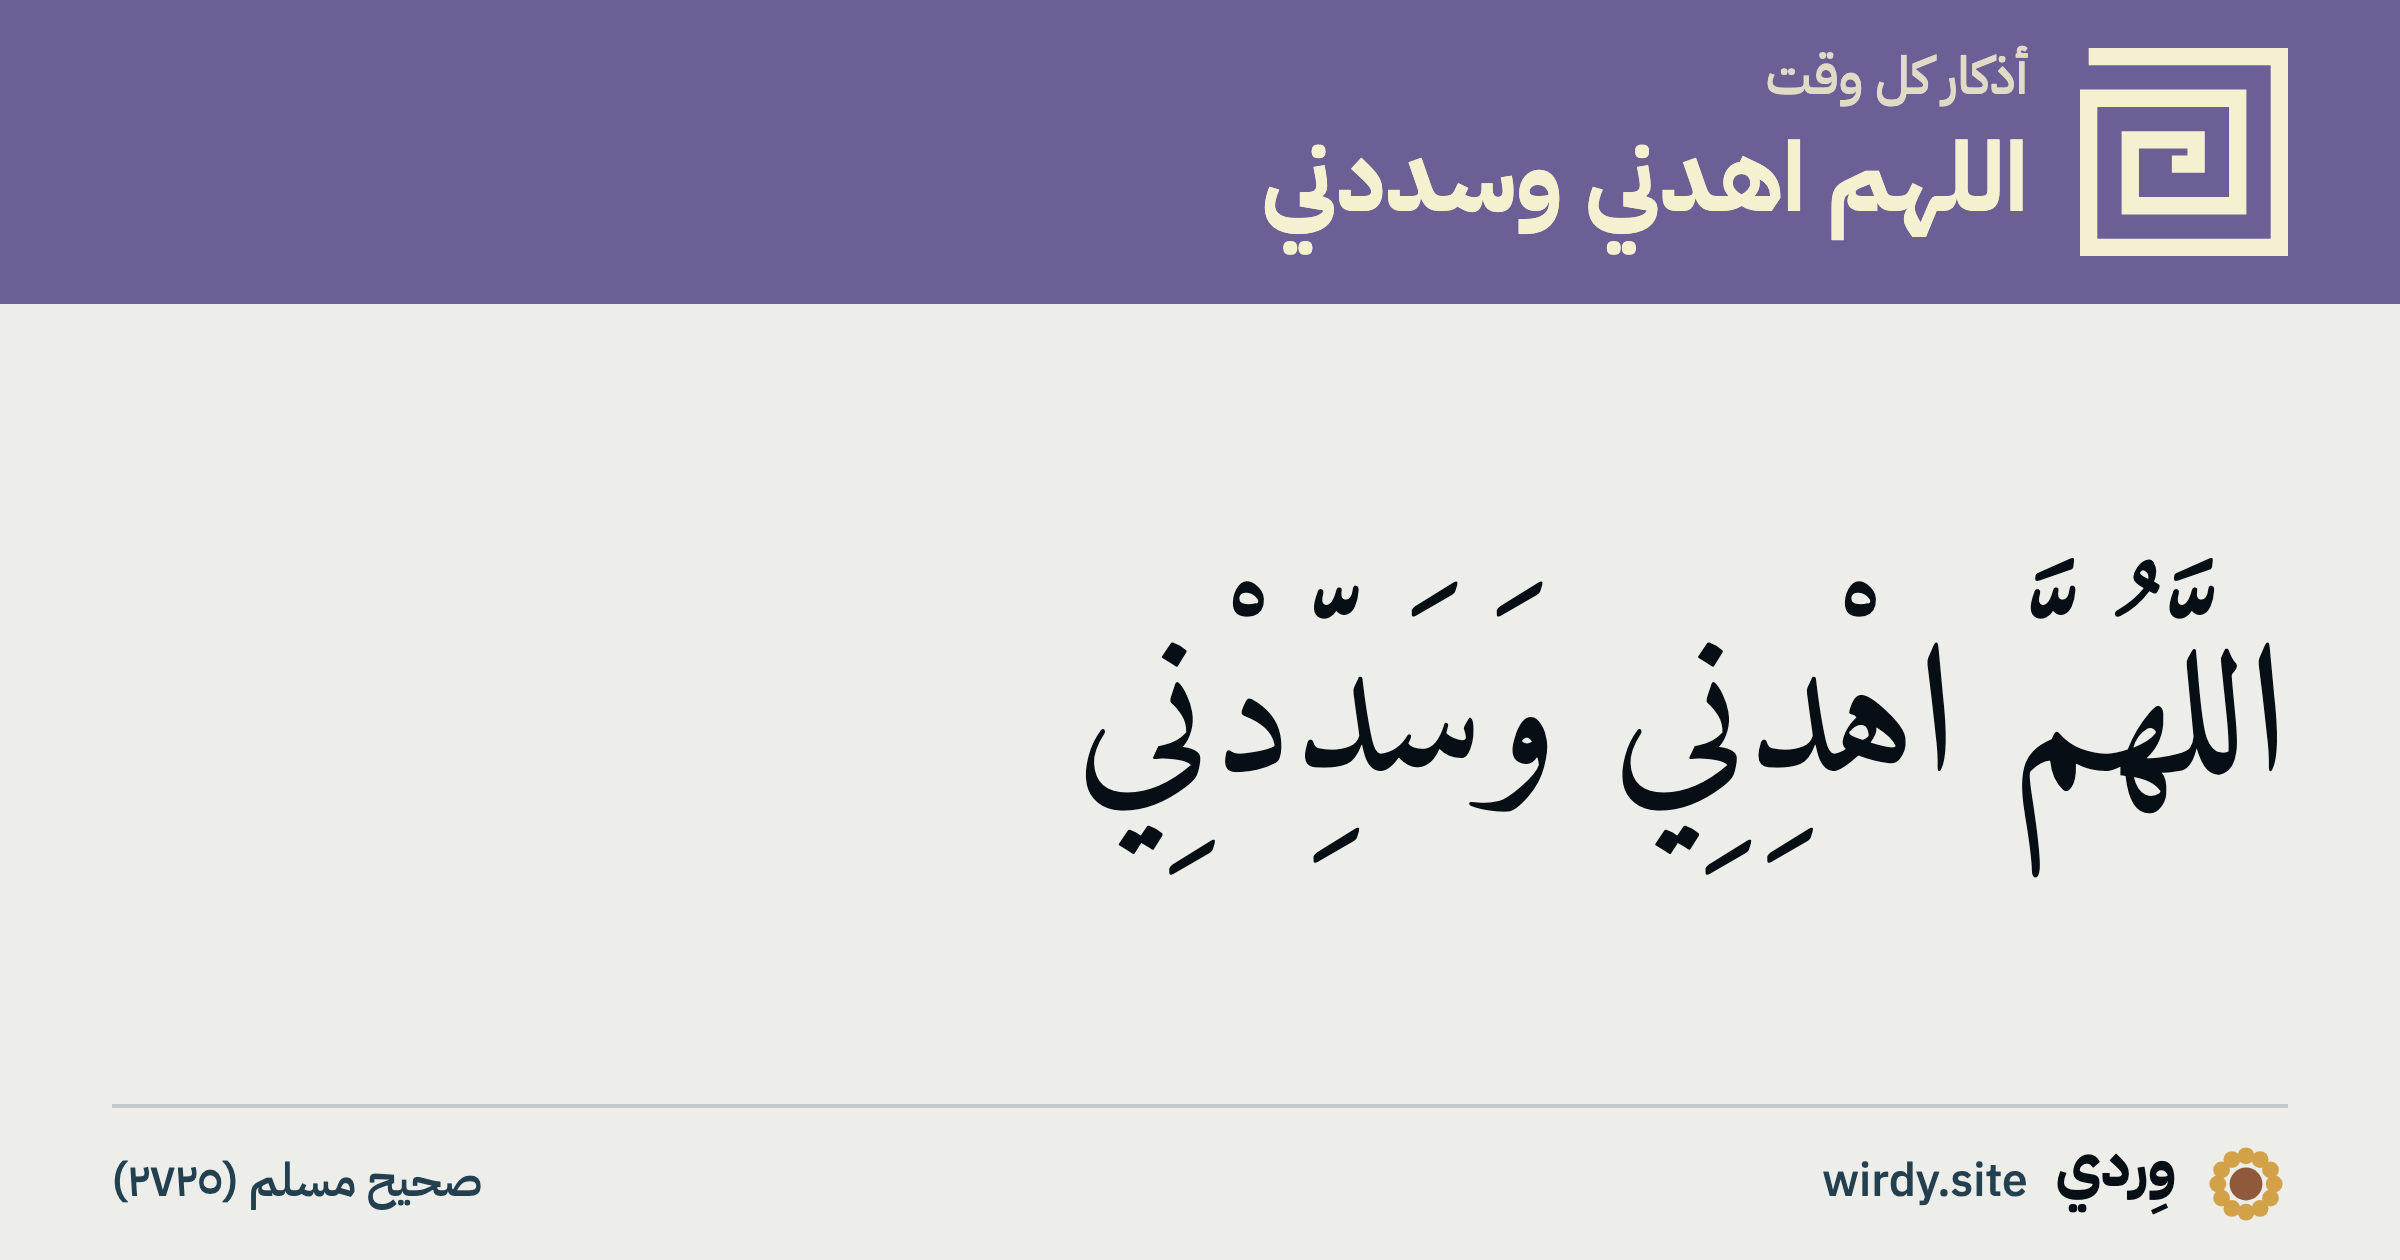 أذكار كل وقت
اللهم اهدني وسددني
اللَّهُمَّ اهْدِنِي وَسَدِّدْنِي
وِردي wirdy.site
صحيح مسلم (٢٧٢٥)